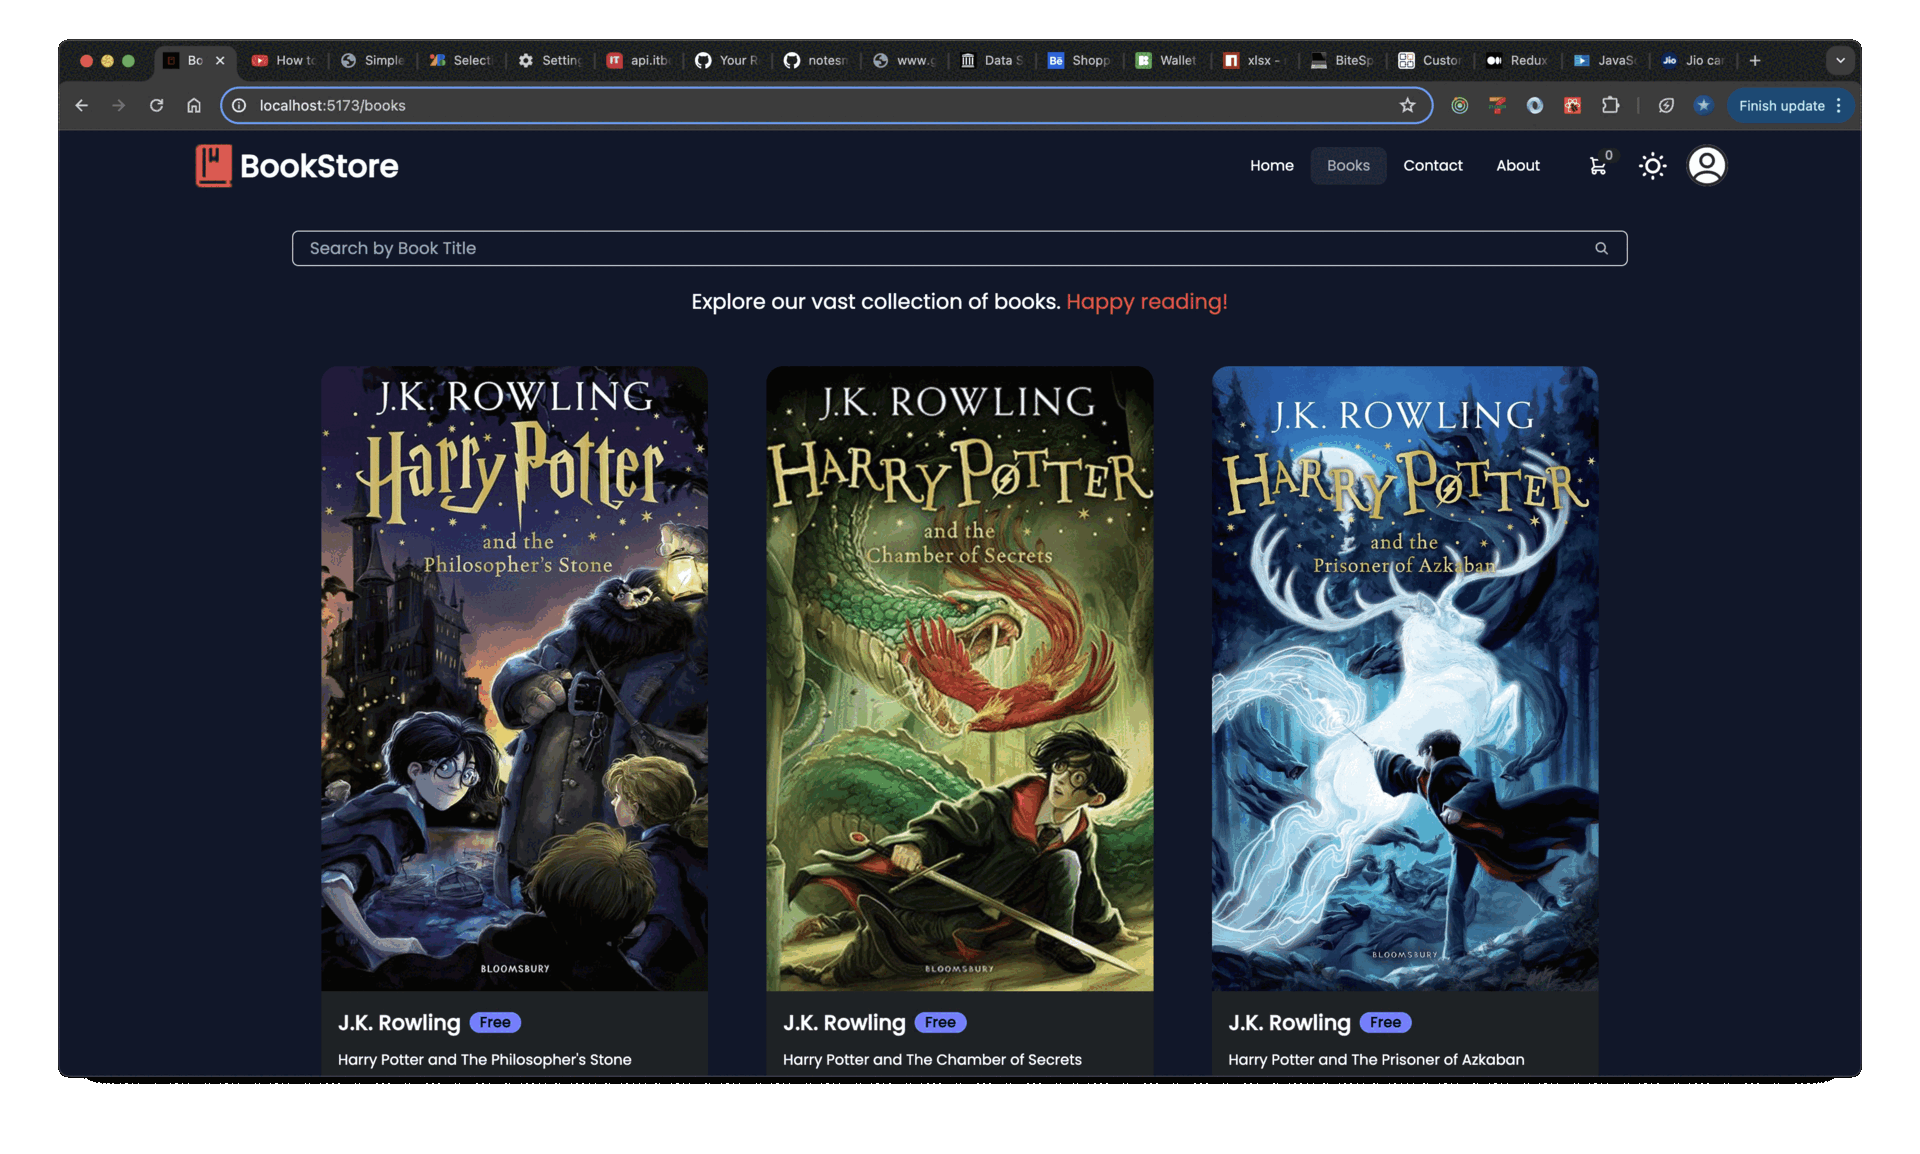 Bo How to Simple Selecti Settin api.itb Your R notesn www.g Data S Shopp Wallet xlsx - BiteSp Custo Redux JavaSc Jio car
localhost:5173/books Finish update
BookStore Home Books Contact About 0
Search by Book Title
Explore our vast collection of books. Happy reading!
J.K. ROWLING
Harry Potter
and the
Philosopher's Stone
BLOOMSBURY
J.K. ROWLING
HARRY POTTER
and the
Chamber of Secrets
BLOOMSBURY
J.K. ROWLING
HARRY POTTER
and the
Prisoner of Azkaban
BLOOMSBURY
J.K. Rowling Free
Harry Potter and The Philosopher's Stone
J.K. Rowling Free
Harry Potter and The Chamber of Secrets
J.K. Rowling Free
Harry Potter and The Prisoner of Azkaban